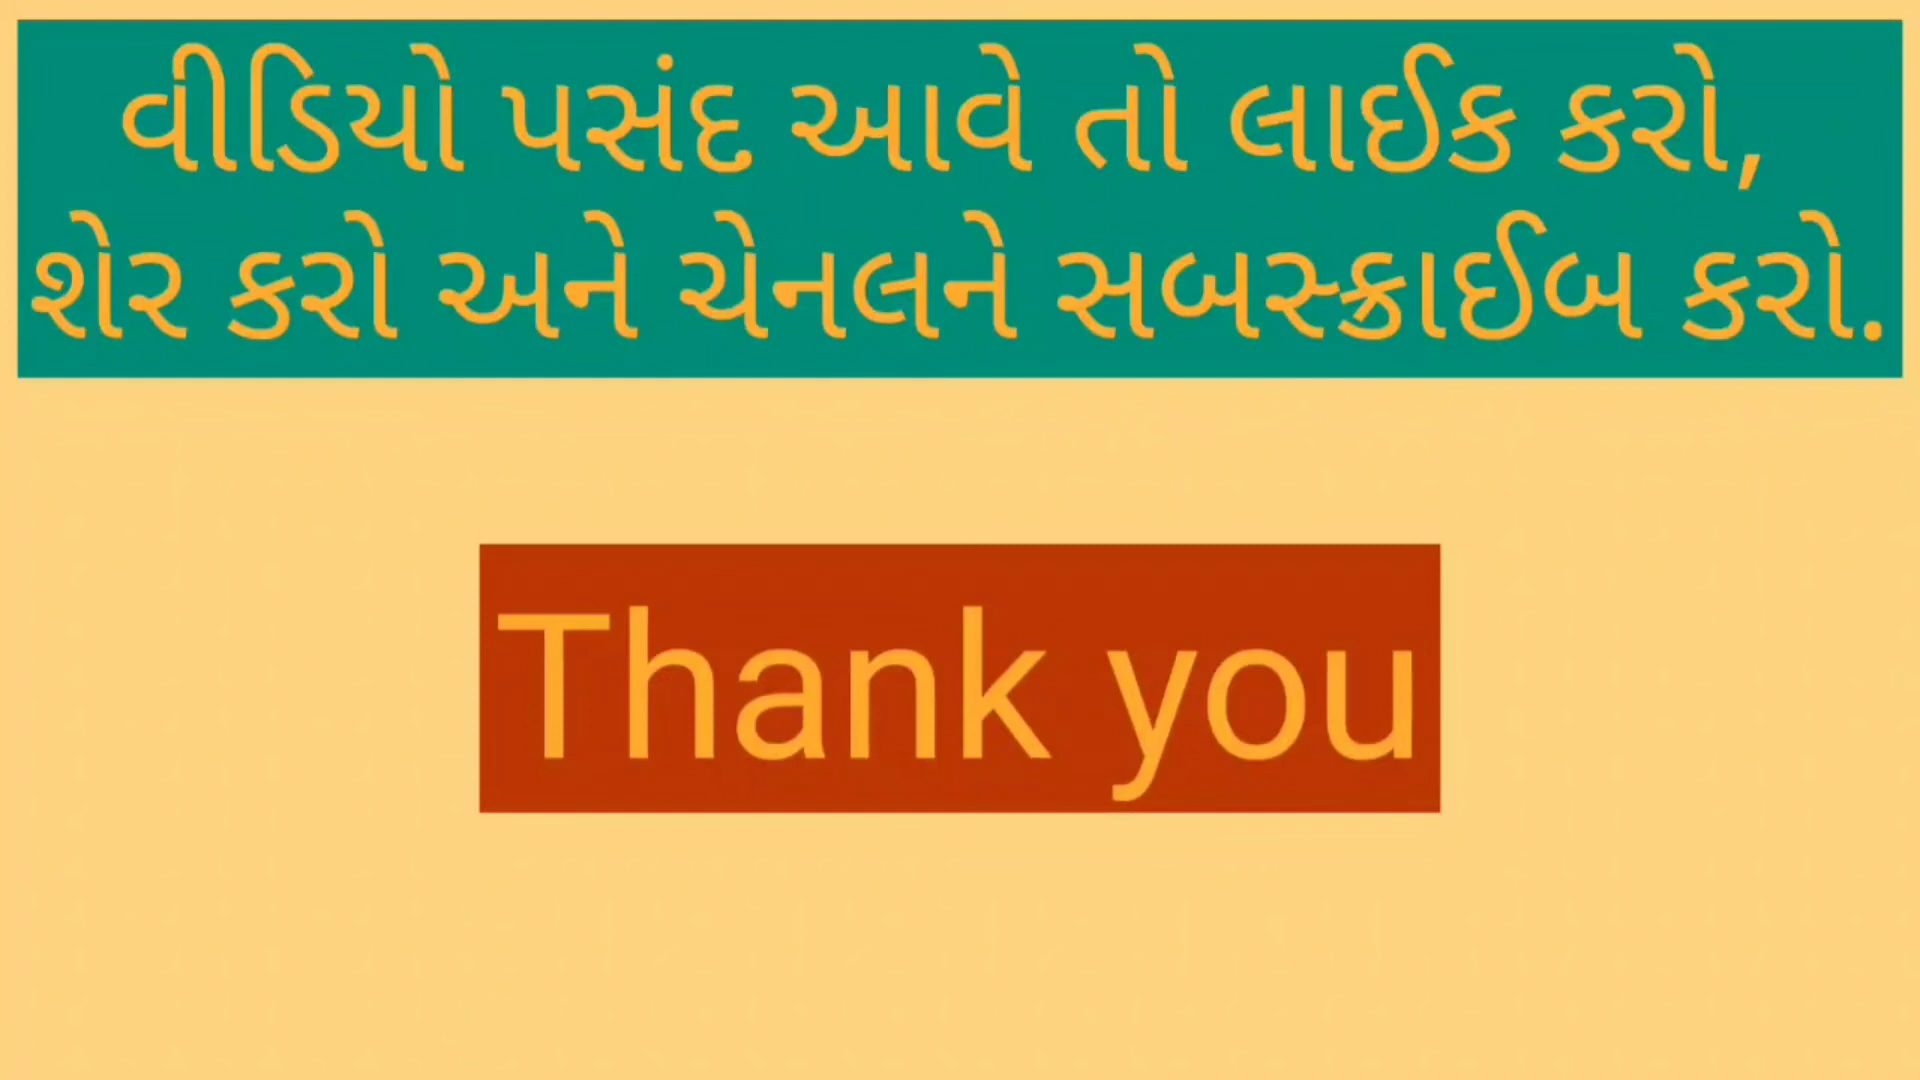 વીડિયો પસંદ આવે તો લાઈક કરો,
શેર કરો અને ચેનલને સબસ્ક્રાઈબ કરો.
Thank you